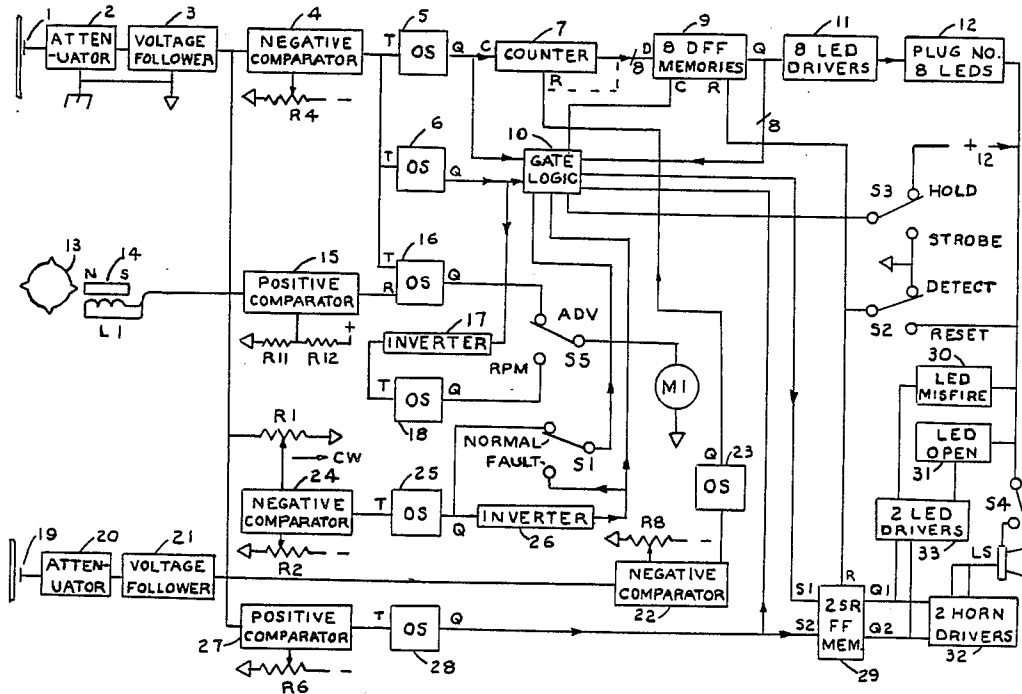 1 2 3 4 5 7 9 11 12
ATTEN
-UATOR
VOLTAGE
FOLLOWER
NEGATIVE
COMPARATOR
T OS Q C
COUNTER
R
D
8
8 DFF
MEMORIES
Q
C R
8 LED
DRIVERS
PLUG NO.
8 LEDS
R4 -
6
T OS Q
10
GATE
LOGIC
8
+
12
S3 HOLD
STROBE
DETECT
S2 RESET
13 14 N S
L1
15
POSITIVE
COMPARATOR
R11 R12 +
16
T
R OS Q
17
INVERTER
ADV
S5
RPM
T OS Q
18
M1
30
LED
MISFIRE
LED
OPEN
31
R1
CW
24
NEGATIVE
COMPARATOR
R2 -
25
T OS
Q
NORMAL
FAULT
S1
INVERTER
26
Q 23
OS
R8 -
NEGATIVE
COMPARATOR
22
S4
2 LED
DRIVERS
33
LS
19 20 21
ATTEN-
UATOR
VOLTAGE
FOLLOWER
27
POSITIVE
COMPARATOR
R6 -
T OS Q
28
R
S1 Q1
S2 Q2
2 SR
FF
MEM.
29
2 HORN
DRIVERS
32